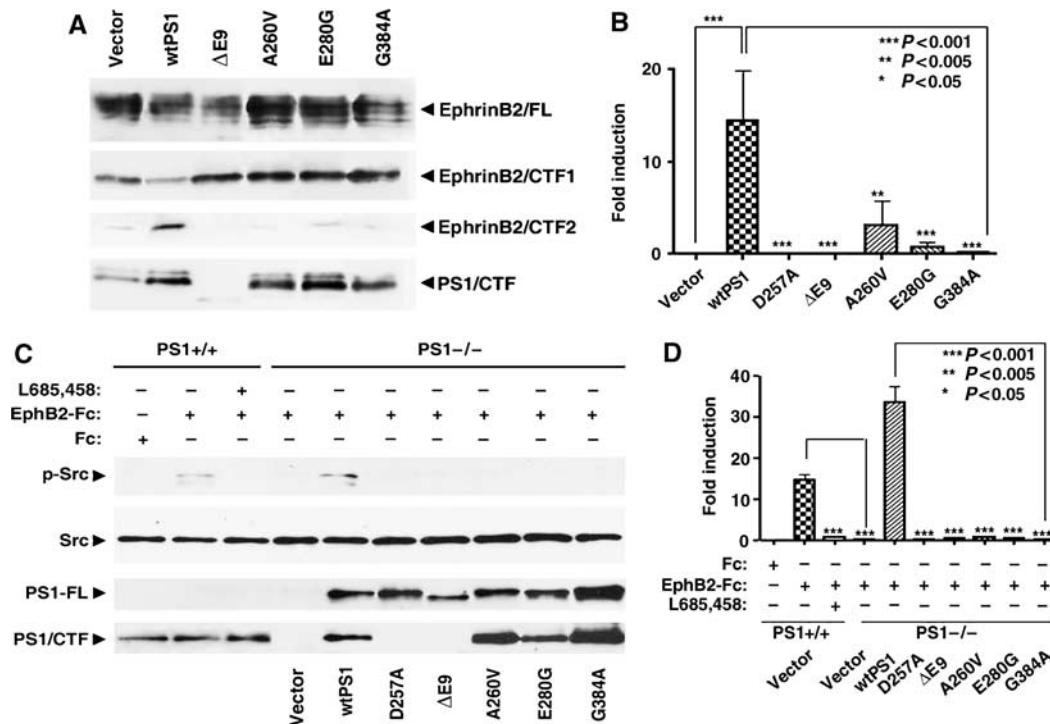 A
Vector wtPS1 ΔE9 A260V E280G G384A
EphrinB2/FL
EphrinB2/CTF1
EphrinB2/CTF2
PS1/CTF
B
***
*** P<0.001
** P<0.005
* P<0.05
Fold induction
20
10
0
*** *** ** *** ***
Vector wtPS1 D257A ΔE9 A260V E280G G384A
C
PS1+/+ PS1−/−
L685,458: − − + − − − − − − −
EphB2-Fc: − + + + + + + + + +
Fc: + − − − − − − − − −
p-Src
Src
PS1-FL
PS1/CTF
Vector wtPS1 D257A ΔE9 A260V E280G G384A
D
*** P<0.001
** P<0.005
* P<0.05
Fold induction
40
30
20
10
0
*** *** *** *** *** *** ***
Fc: + − − − − − − − − −
EphB2-Fc: − + + + + + + + + +
L685,458: − − + − − − − − − −
PS1+/+ PS1−/−
Vector Vector wtPS1 D257A ΔE9 A260V E280G G384A